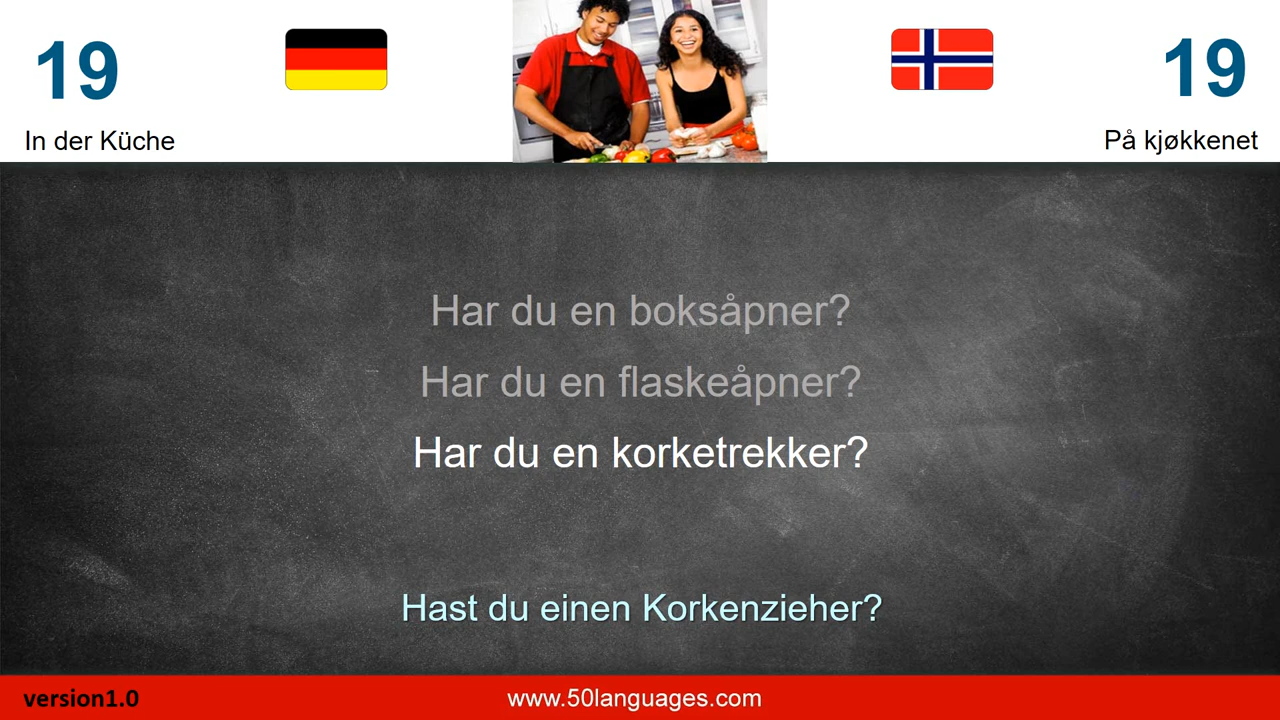 19
19
In der Küche
På kjøkkenet
Har du en boksåpner?
Har du en flaskeåpner?
Har du en korketrekker?
Hast du einen Korkenzieher?
version1.0
www.50languages.com